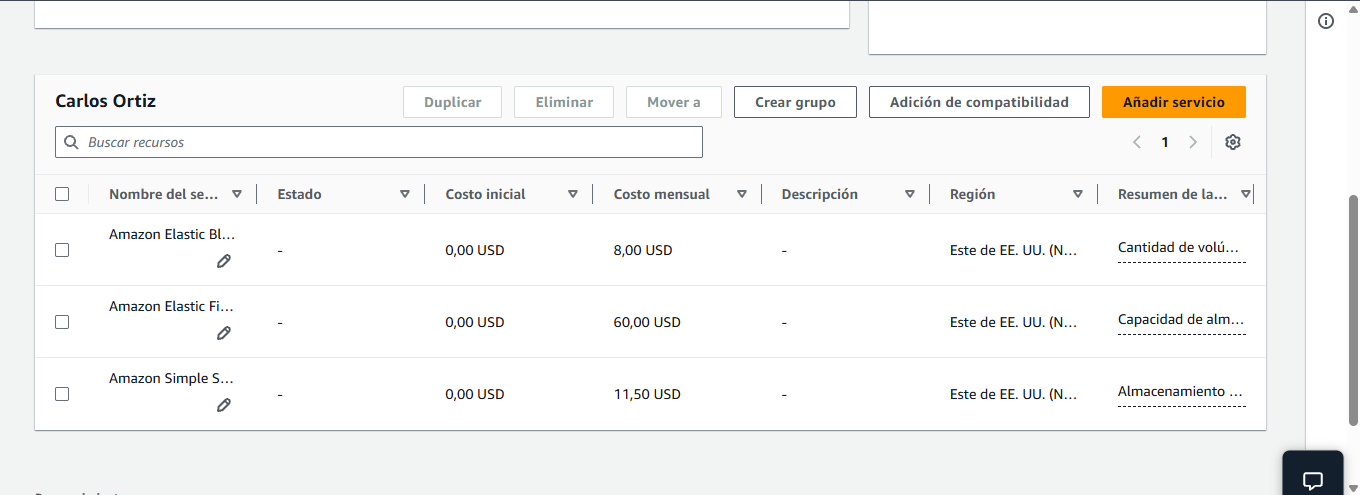 Carlos Ortiz
Duplicar
Eliminar
Mover a
Crear grupo
Adición de compatibilidad
Añadir servicio
Buscar recursos
1
Nombre del se... Estado Costo inicial Costo mensual Descripción Región Resumen de la...
Amazon Elastic Bl... - 0,00 USD 8,00 USD - Este de EE. UU. (N... Cantidad de volú...
Amazon Elastic Fi... - 0,00 USD 60,00 USD - Este de EE. UU. (N... Capacidad de alm...
Amazon Simple S... - 0,00 USD 11,50 USD - Este de EE. UU. (N... Almacenamiento ...